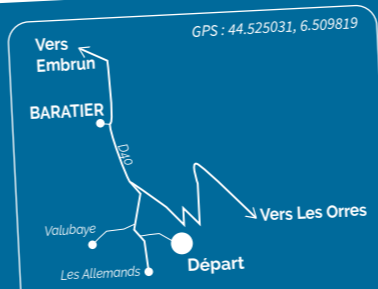 GPS : 44.525031, 6.509819
Vers
Embrun
BARATIER
D40
Vers Les Orres
Valubaye
Départ
Les Allemands